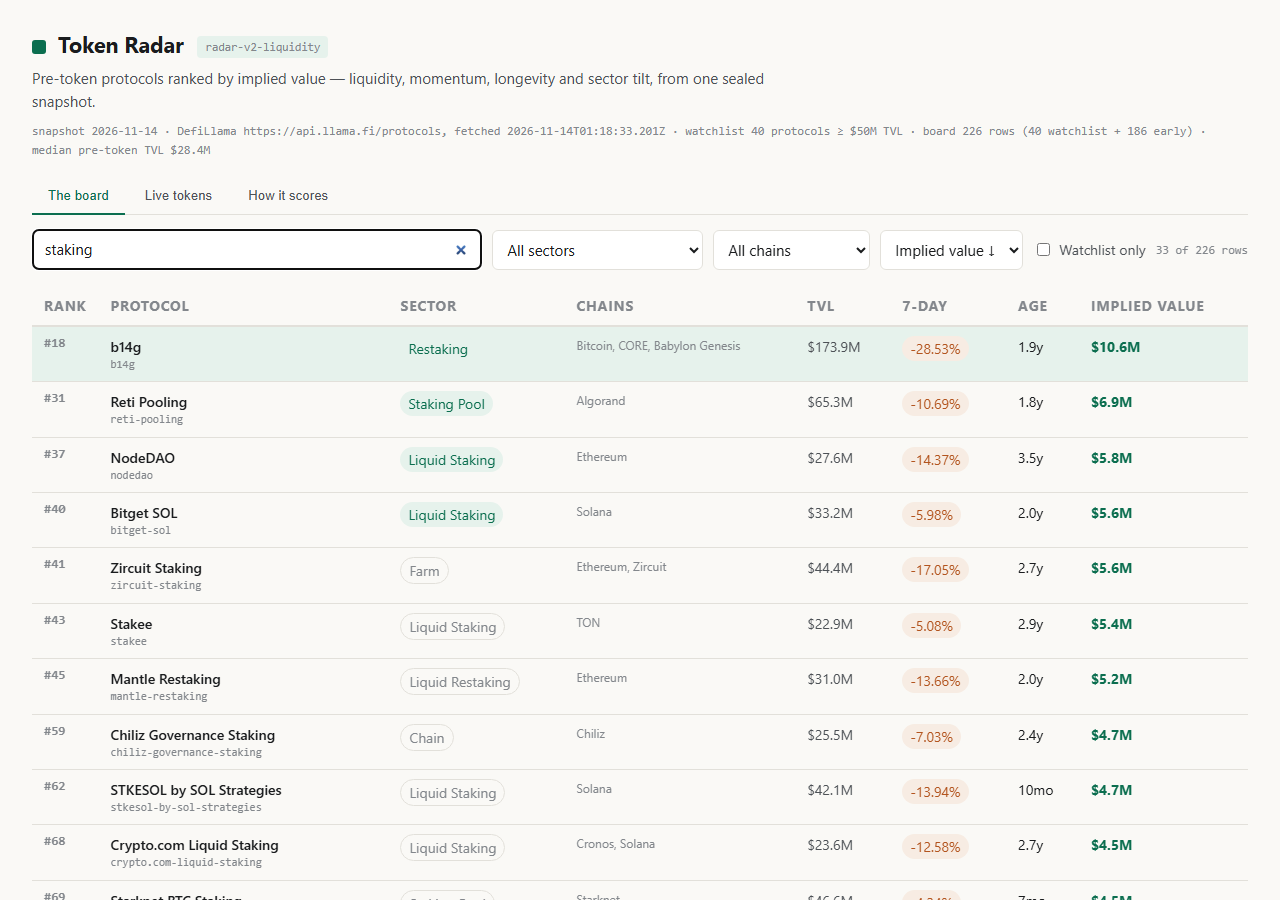 Token Radar radar-v2-liquidity
Pre-token protocols ranked by implied value — liquidity, momentum, longevity and sector tilt, from one sealed
snapshot.
snapshot 2026-11-14 · DefiLlama https://api.llama.fi/protocols, fetched 2026-11-14T01:18:33.201Z · watchlist 40 protocols ≥ $50M TVL · board 226 rows (40 watchlist + 186 early) ·
median pre-token TVL $28.4M
The board Live tokens How it scores
staking × All sectors All chains Implied value ↓ Watchlist only 33 of 226 rows
RANK PROTOCOL SECTOR CHAINS TVL 7-DAY AGE IMPLIED VALUE
#18 b14g Restaking Bitcoin, CORE, Babylon Genesis $173.9M -28.53% 1.9y $10.6M
b14g
#31 Reti Pooling Staking Pool Algorand $65.3M -10.69% 1.8y $6.9M
reti-pooling
#37 NodeDAO Liquid Staking Ethereum $27.6M -14.37% 3.5y $5.8M
nodedao
#40 Bitget SOL Liquid Staking Solana $33.2M -5.98% 2.0y $5.6M
bitget-sol
#41 Zircuit Staking Farm Ethereum, Zircuit $44.4M -17.05% 2.7y $5.6M
zircuit-staking
#43 Stakee Liquid Staking TON $22.9M -5.08% 2.9y $5.4M
stakee
#45 Mantle Restaking Liquid Restaking Ethereum $31.0M -13.66% 2.0y $5.2M
mantle-restaking
#59 Chiliz Governance Staking Chain Chiliz $25.5M -7.03% 2.4y $4.7M
chiliz-governance-staking
#62 STKESOL by SOL Strategies Liquid Staking Solana $42.1M -13.94% 10mo $4.7M
stkesol-by-sol-strategies
#68 Crypto.com Liquid Staking Liquid Staking Cronos, Solana $23.6M -12.58% 2.7y $4.5M
crypto.com-liquid-staking
#69 Starknet BTC Staking Starknet